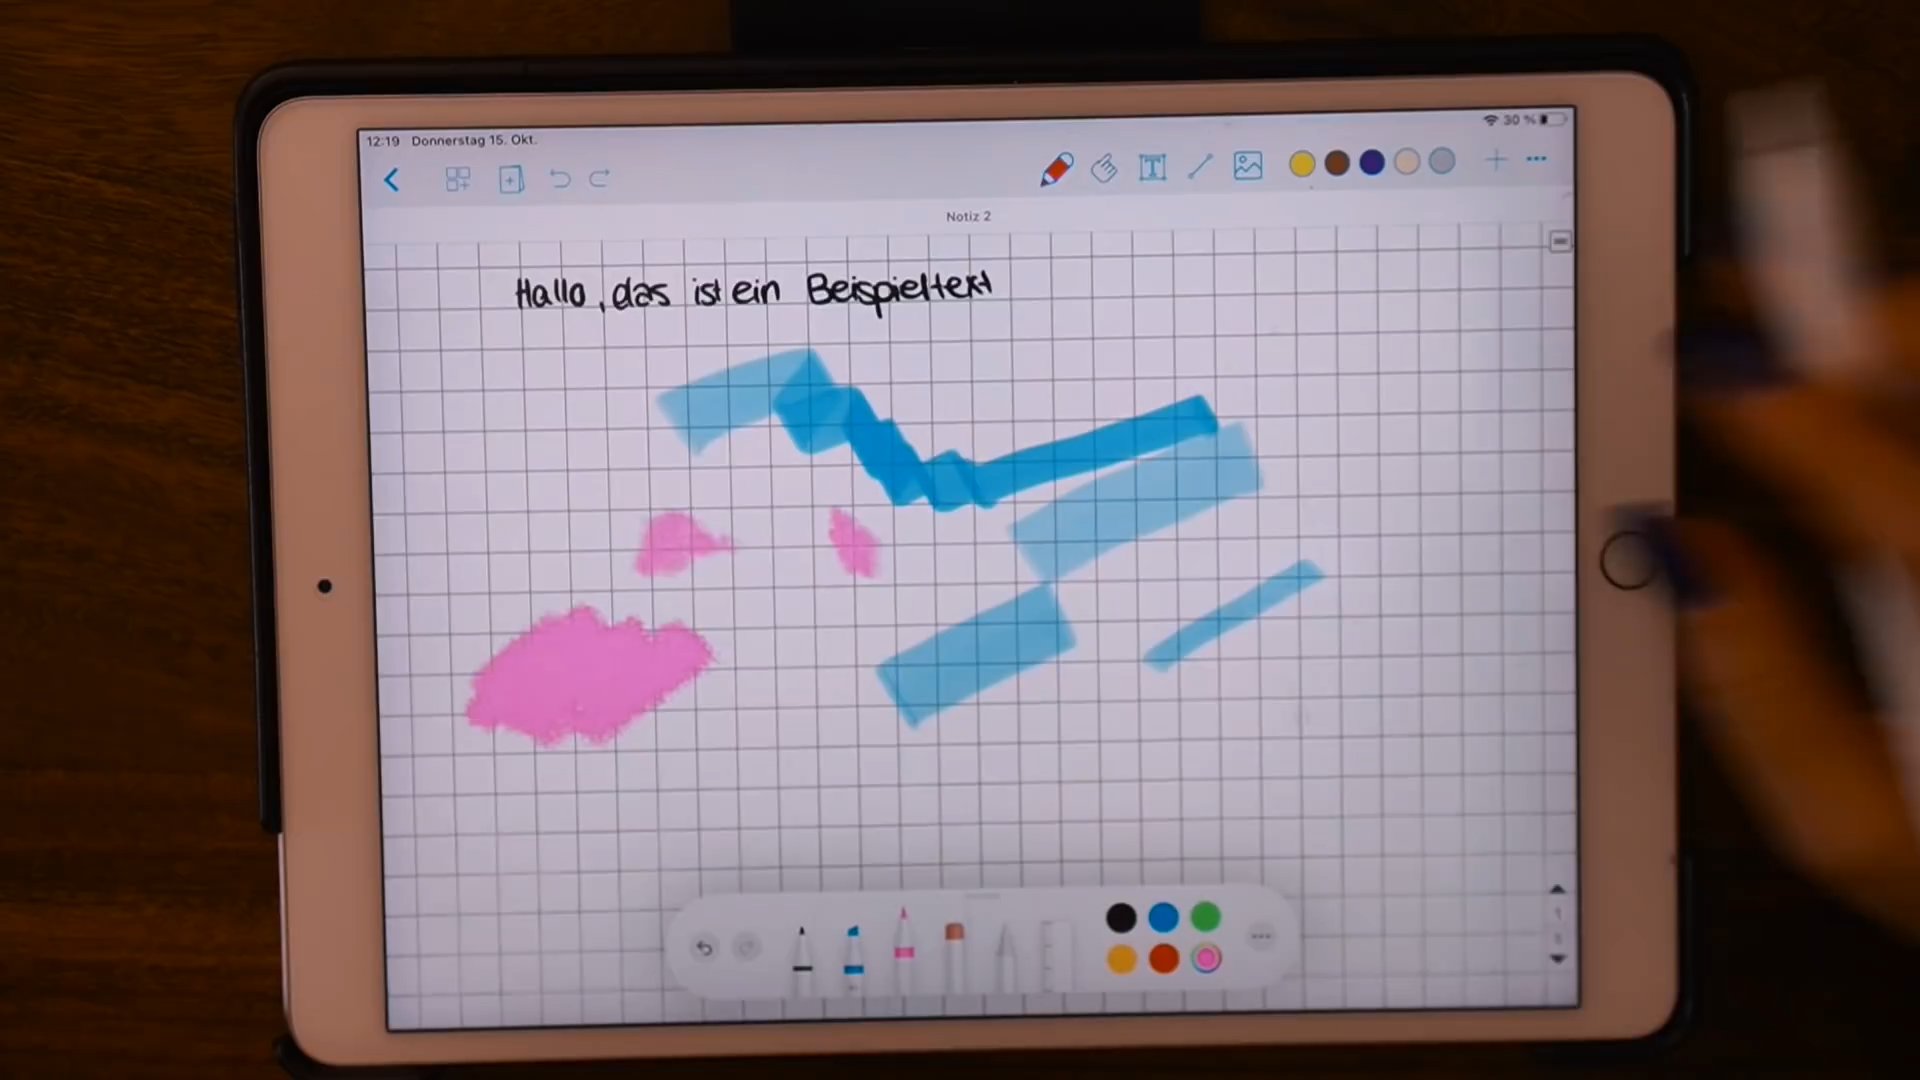 12:19 Donnerstag 15. Okt.
30 %
Notiz 2
Hallo, das ist ein Beispieltext